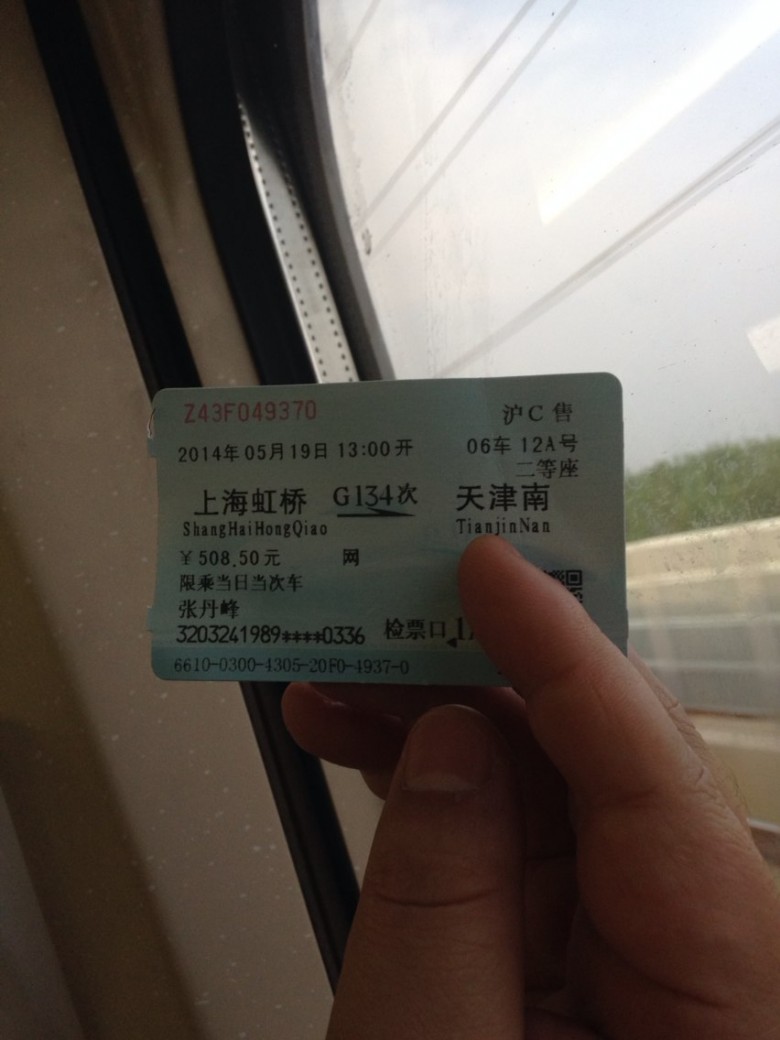 Z43F049370 沪C售
2014年05月19日13:00开 06车12A号
二等座
上海虹桥 G134次 天津南
ShangHaiHongQiao TianjinNan
￥508.50元 网
限乘当日当次车
张丹峰
3203241989****0336 检票口
6610-0300-4305-20F0-4937-0